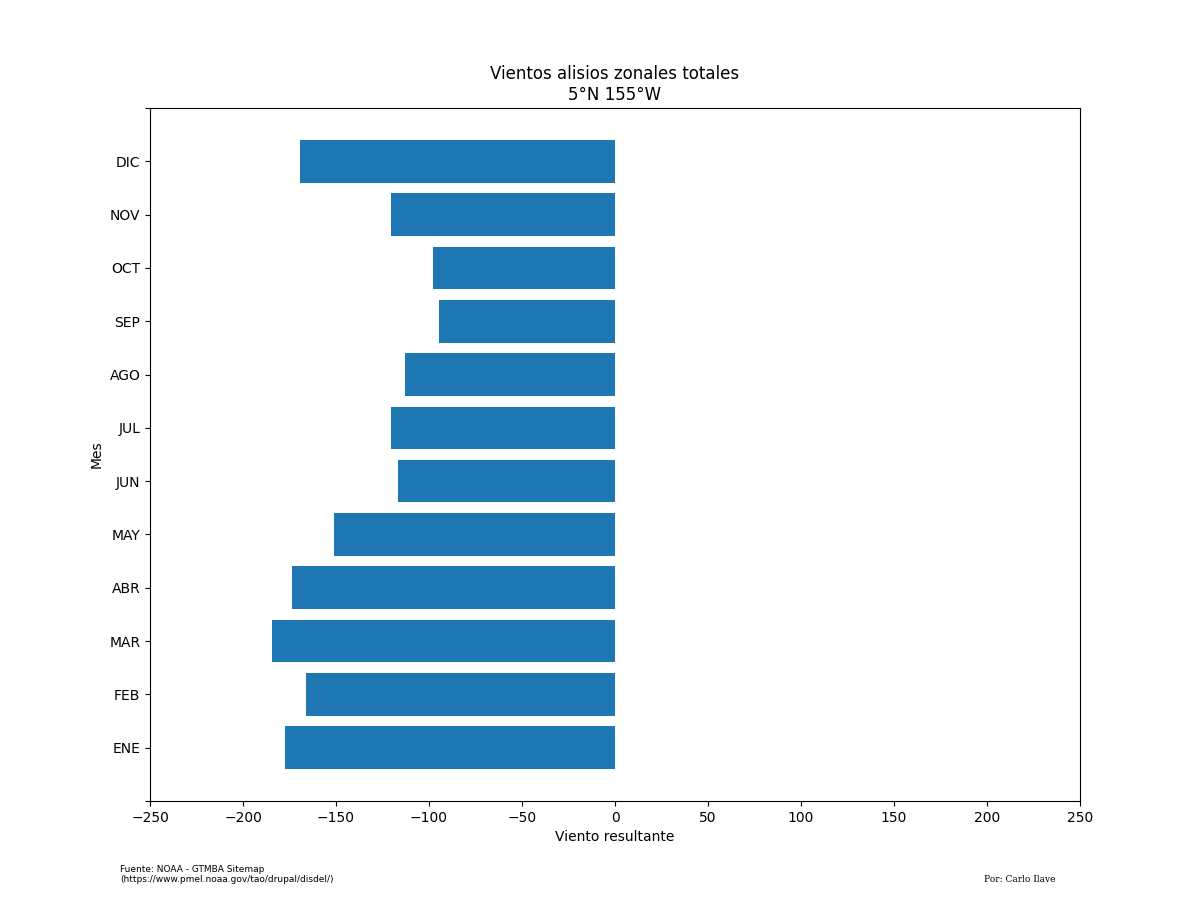 Vientos alisios zonales totales
5°N 155°W
DIC
NOV
OCT
SEP
AGO
JUL
JUN
MAY
ABR
MAR
FEB
ENE
Mes
−250 −200 −150 −100 −50 0 50 100 150 200 250
Viento resultante
Fuente: NOAA - GTMBA Sitemap
(https://www.pmel.noaa.gov/tao/drupal/disdel/)
Por: Carlo Ilave